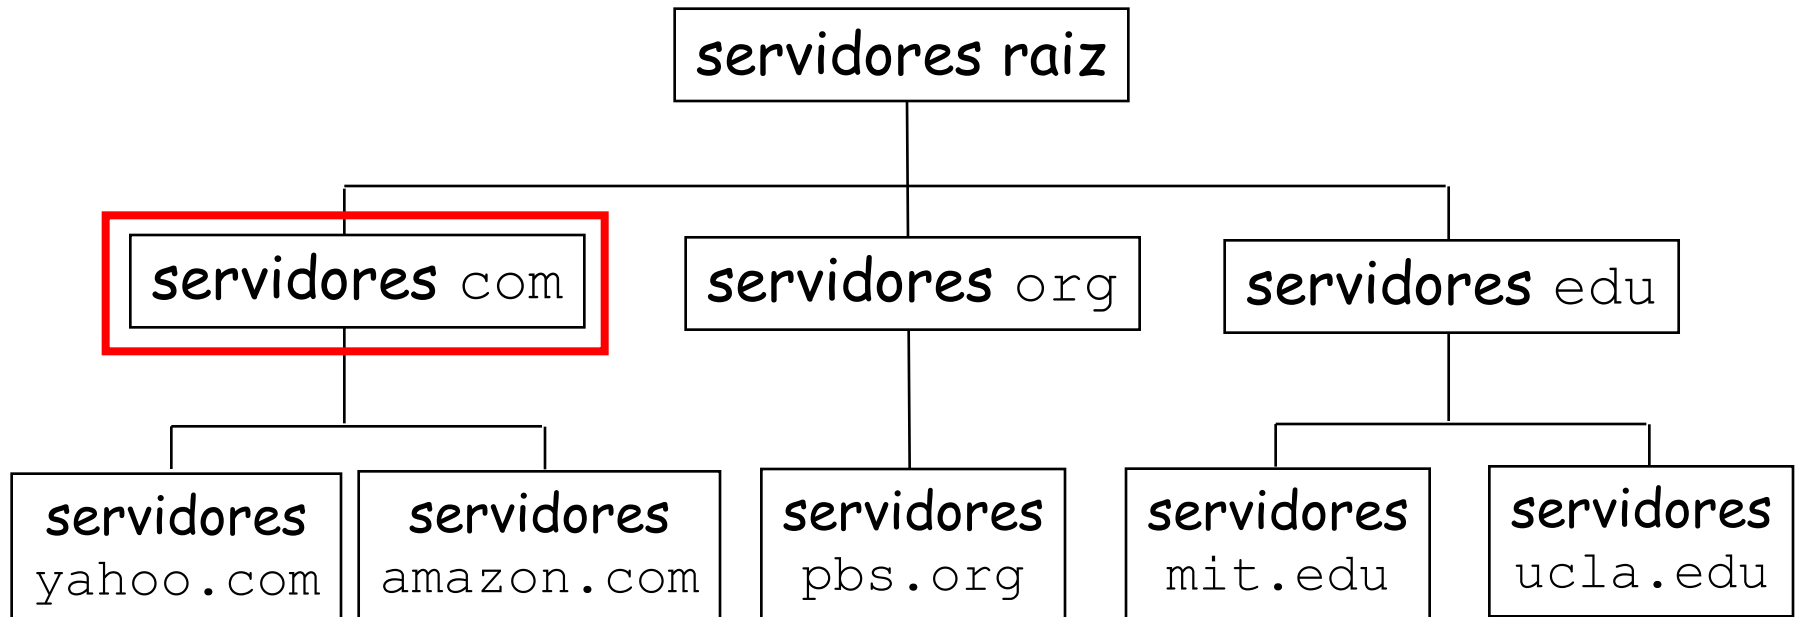 servidores raiz
servidores com
servidores org
servidores edu
servidores
yahoo.com
servidores
amazon.com
servidores
pbs.org
servidores
mit.edu
servidores
ucla.edu